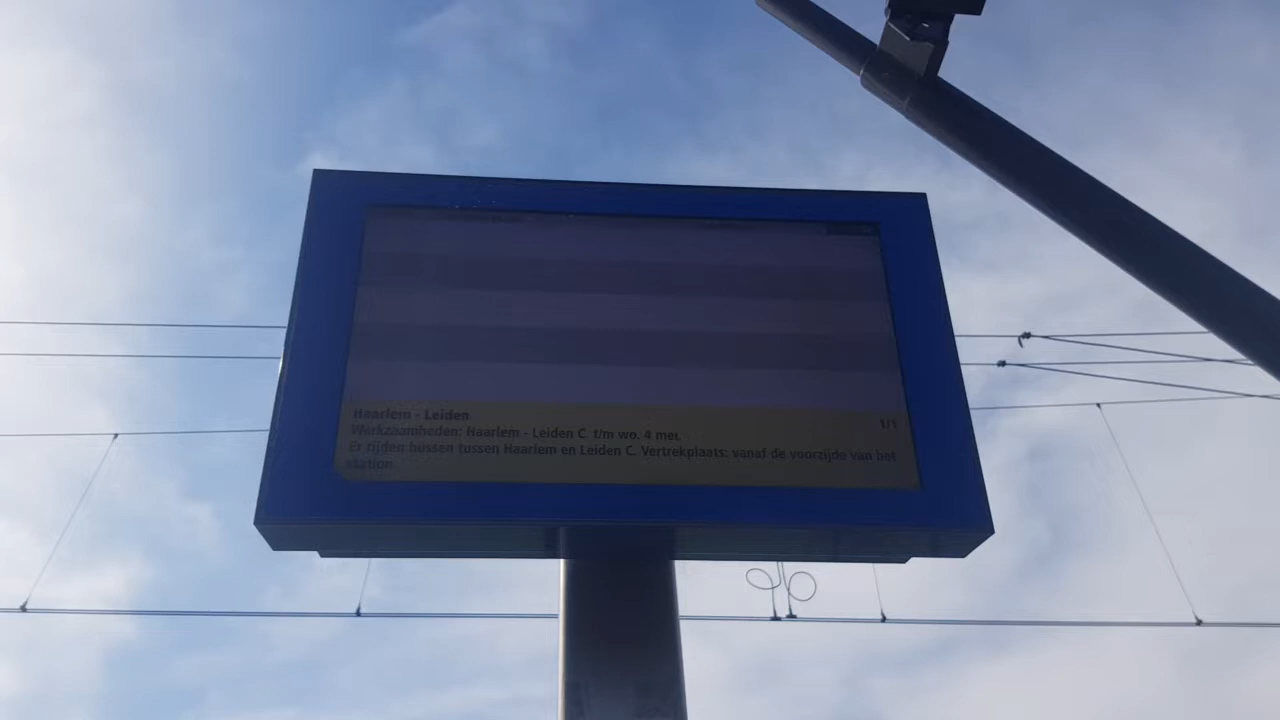 Haarlem - Leiden
1/1
Werkzaamheden: Haarlem - Leiden C. t/m wo. 4 mei.
Er rijden bussen tussen Haarlem en Leiden C. Vertrekplaats: vanaf de voorzijde van het
station.